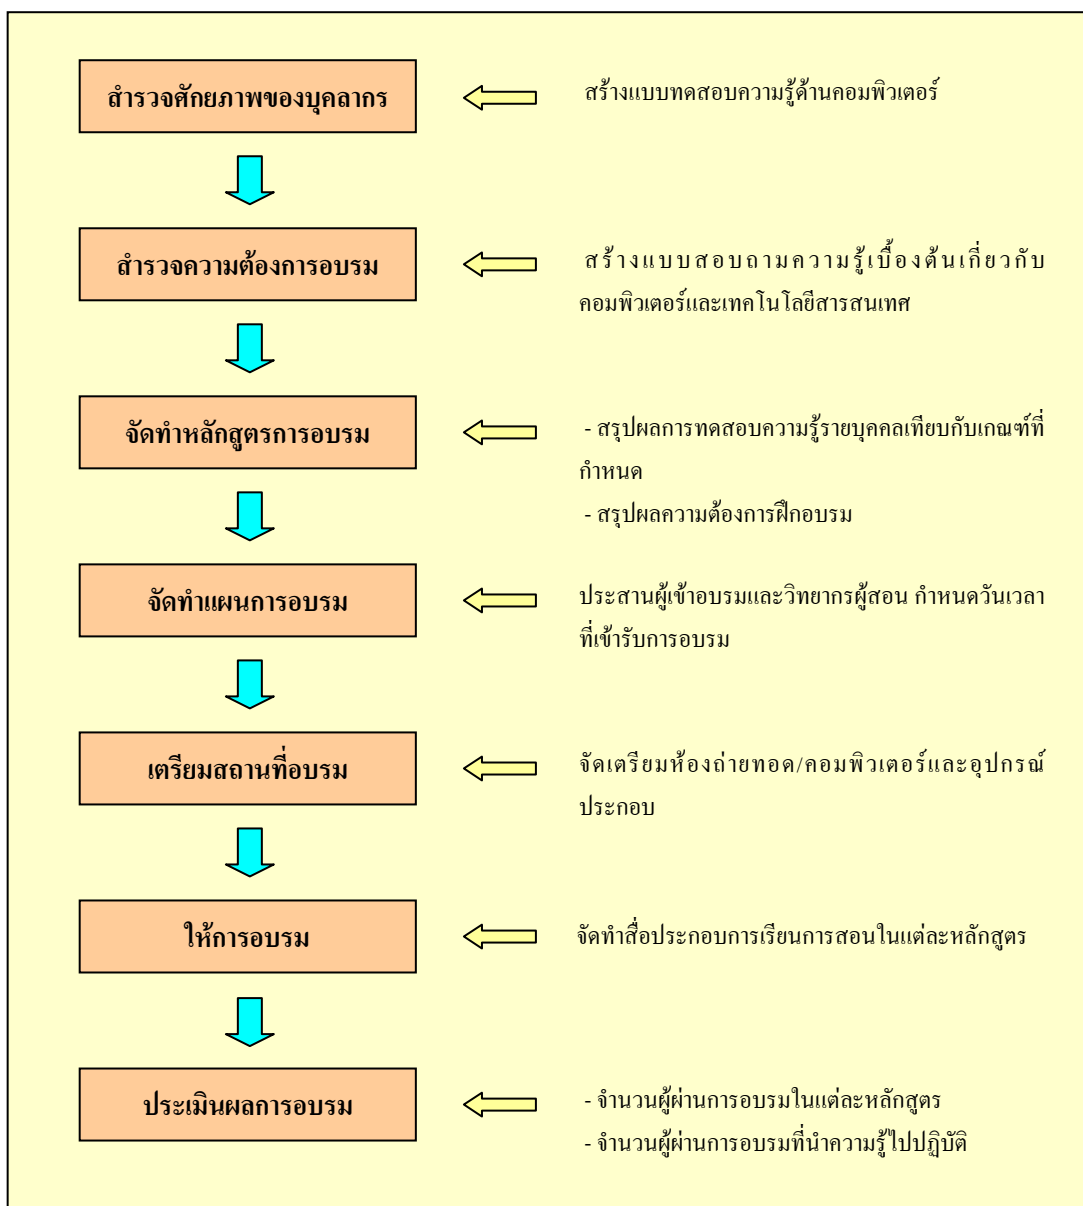 สำรวจศักยภาพของบุคลากร
สร้างแบบทดสอบความรู้ด้านคอมพิวเตอร์
สำรวจความต้องการอบรม
สร้างแบบสอบถามความรู้เบื้องต้นเกี่ยวกับ
คอมพิวเตอร์และเทคโนโลยีสารสนเทศ
จัดทำหลักสูตรการอบรม
- สรุปผลการทดสอบความรู้รายบุคคลเทียบกับเกณฑ์ที่
กำหนด
- สรุปผลความต้องการฝึกอบรม
จัดทำแผนการอบรม
ประสานผู้เข้าอบรมและวิทยากรผู้สอน กำหนดวันเวลา
ที่เข้ารับการอบรม
เตรียมสถานที่อบรม
จัดเตรียมห้องถ่ายทอด/คอมพิวเตอร์และอุปกรณ์
ประกอบ
ให้การอบรม
จัดทำสื่อประกอบการเรียนการสอนในแต่ละหลักสูตร
ประเมินผลการอบรม
- จำนวนผู้ผ่านการอบรมในแต่ละหลักสูตร
- จำนวนผู้ผ่านการอบรมที่นำความรู้ไปปฏิบัติ